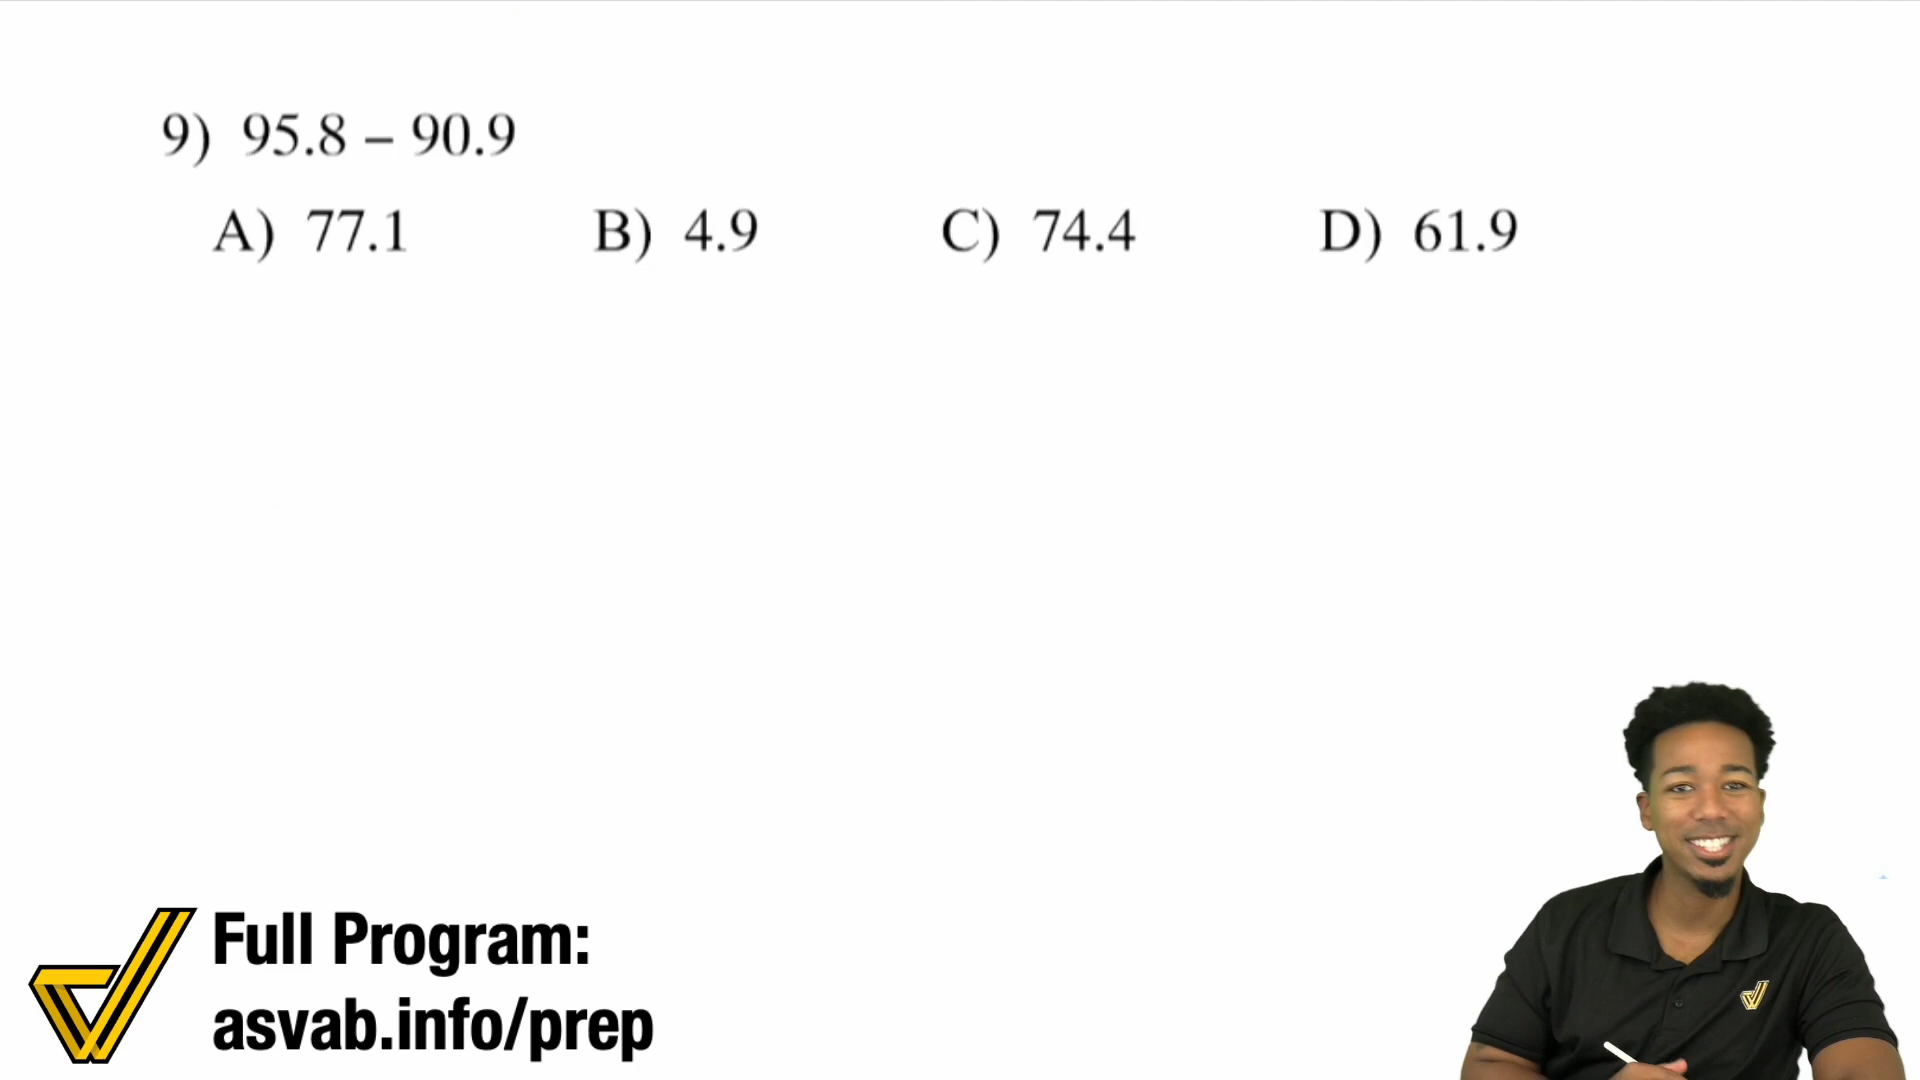 9) 95.8 – 90.9
A) 77.1 B) 4.9 C) 74.4 D) 61.9
Full Program:
asvab.info/prep